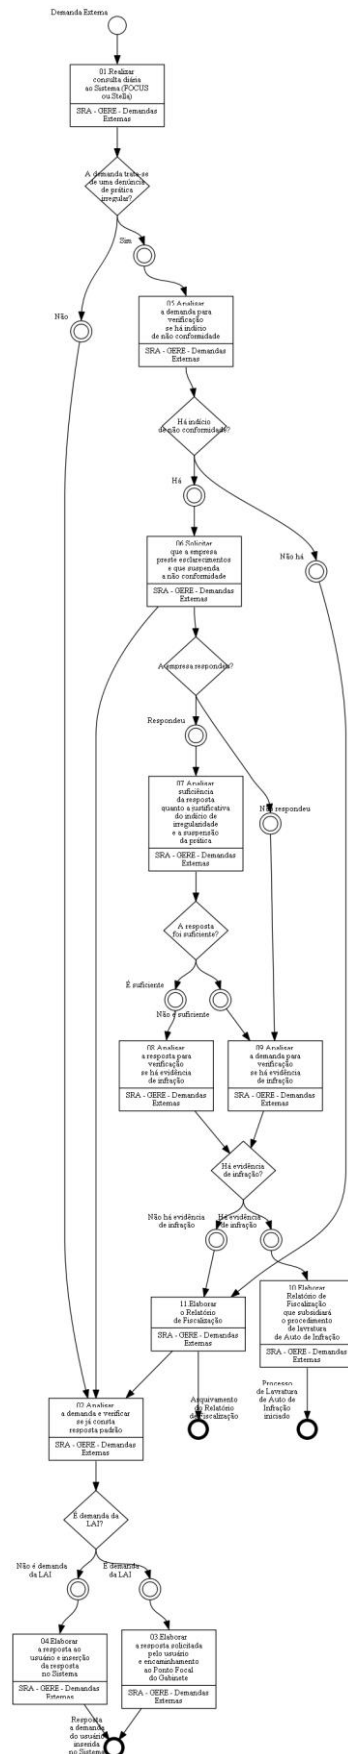 Demanda Externa
01.Realizar
consulta diária
ao Sistema (FOCUS
ou Stella)
SRA - GERE - Demandas
Externas
A demanda trata-se
de uma denúncia
de prática
irregular?
Sim
Não
05.Analisar
a demanda para
verificação
se há indício
de não conformidade
SRA - GERE - Demandas
Externas
Há indício
de não conformidade?
Há
Não há
06.Solicitar
que a empresa
preste esclarecimentos
e que suspenda
a não conformidade
SRA - GERE - Demandas
Externas
A empresa respondeu?
Respondeu
Não respondeu
07.Analisar
suficiência
da resposta
quanto a justificativa
do indício de
irregularidade
e a suspensão
da prática
SRA - GERE - Demandas
Externas
A resposta
foi suficiente?
É suficiente
Não é suficiente
08.Analisar
a resposta para
verificação
se há evidência
de infração
SRA - GERE - Demandas
Externas
09.Analisar
a demanda para
verificação
se há evidência
de infração
SRA - GERE - Demandas
Externas
Há evidência
de infração?
Não há evidência
de infração
Há evidência
de infração
10.Elaborar
Relatório de
Fiscalização
que subsidiará
o procedimento
de lavratura
de Auto de Infração
SRA - GERE - Demandas
Externas
11.Elaborar
o Relatório
de Fiscalização
SRA - GERE - Demandas
Externas
Arquivamento
do Relatório
de Fiscalização
Processo
de Lavratura
de Auto de
Infração
iniciado
02.Analisar
a demanda e verificar
se já consta
resposta padrão
SRA - GERE - Demandas
Externas
É demanda da
LAI?
Não é demanda
da LAI
É demanda
da LAI
04.Elaborar
a resposta ao
usuário e inserção
da resposta
no Sistema
SRA - GERE - Demandas
Externas
03.Elaborar
a resposta solicitada
pelo usuário
e encaminhamento
ao Ponto Focal
do Gabinete
SRA - GERE - Demandas
Externas
Resposta
a demanda
do usuário
inserida
no Sistema